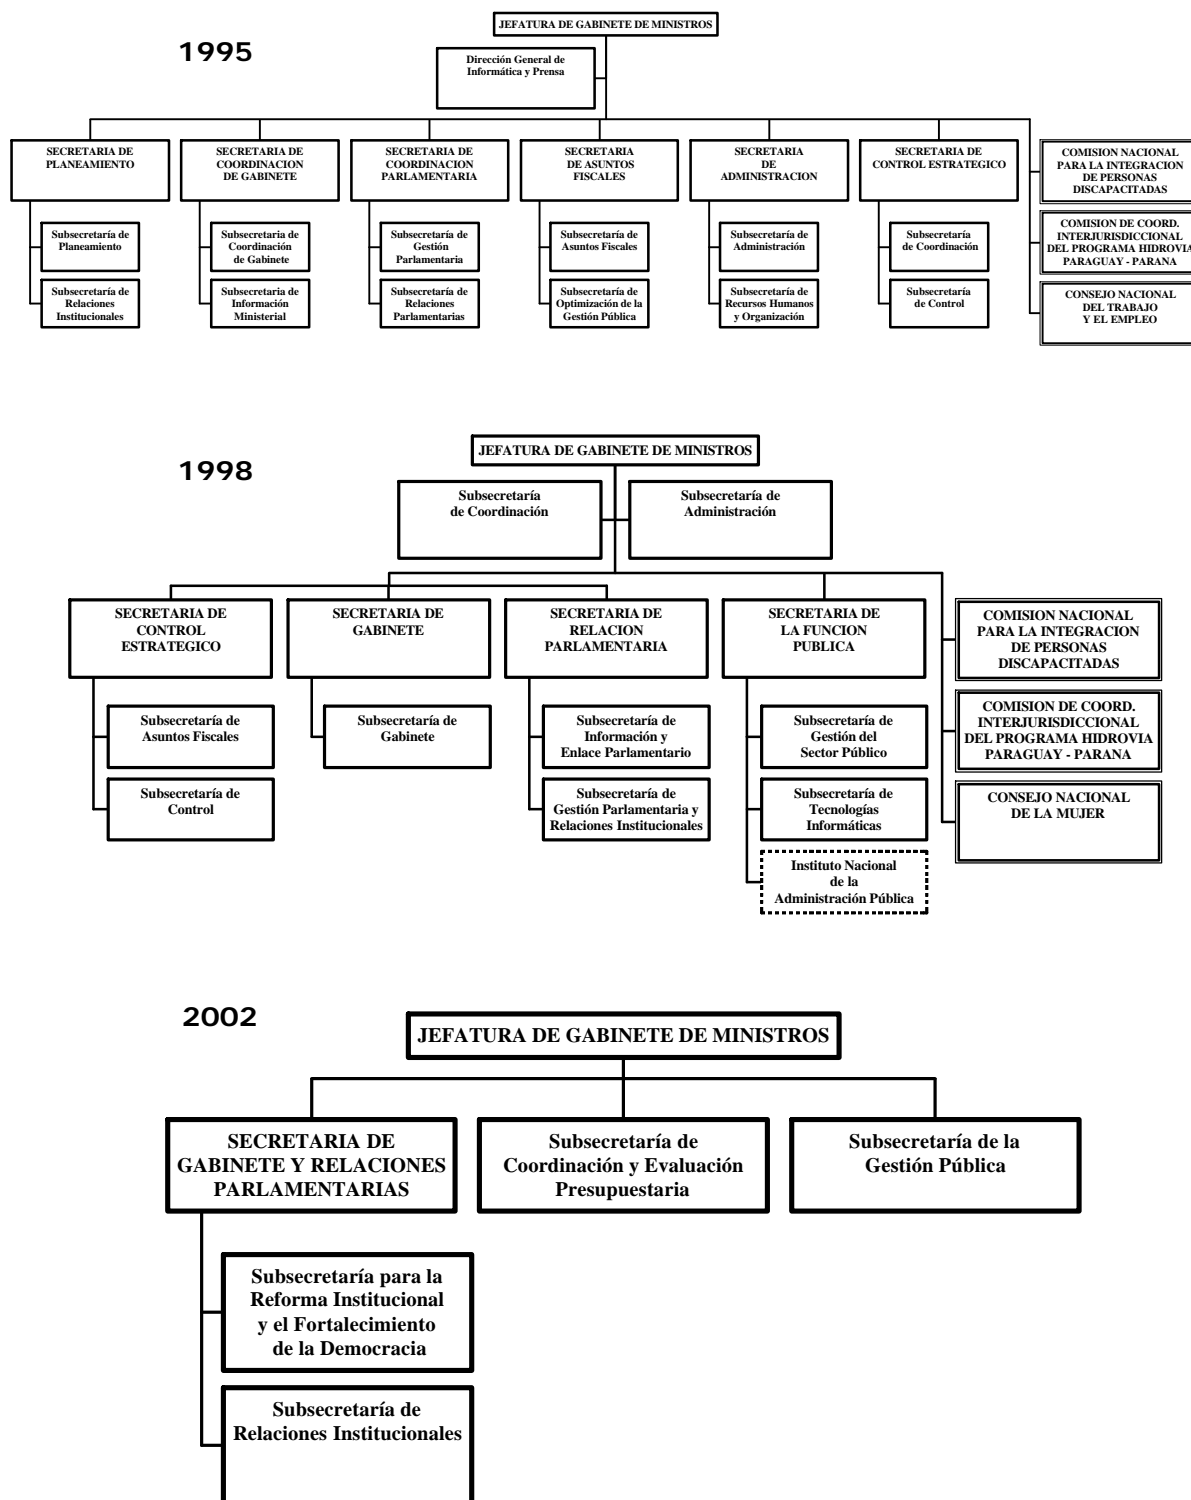 1995
JEFATURA DE GABINETE DE MINISTROS
Dirección General de
Informática y Prensa
SECRETARIA DE
PLANEAMIENTO
SECRETARIA DE
COORDINACION
DE GABINETE
SECRETARIA DE
COORDINACION
PARLAMENTARIA
SECRETARIA
DE ASUNTOS
FISCALES
SECRETARIA
DE
ADMINISTRACION
SECRETARIA DE
CONTROL ESTRATEGICO
COMISION NACIONAL
PARA LA INTEGRACION
DE PERSONAS
DISCAPACITADAS
Subsecretaría de
Planeamiento
Subsecretaria de
Coordinación
de Gabinete
Subsecretaría de
Gestión
Parlamentaria
Subsecretaría de
Asuntos Fiscales
Subsecretaría de
Administración
Subsecretaría
de Coordinación
COMISION DE COORD.
INTERJURISDICCIONAL
DEL PROGRAMA HIDROVIA
PARAGUAY - PARANA
Subsecretaría de
Relaciones
Institucionales
Subsecretaria de
Información
Ministerial
Subsecretaría de
Relaciones
Parlamentarias
Subsecretaría de
Optimización de la
Gestión Pública
Subsecretaría de
Recursos Humanos
y Organización
Subsecretaría
de Control
CONSEJO NACIONAL
DEL TRABAJO
Y EL EMPLEO
1998
JEFATURA DE GABINETE DE MINISTROS
Subsecretaría
de Coordinación
Subsecretaría de
Administración
SECRETARIA DE
CONTROL
ESTRATEGICO
SECRETARIA DE
GABINETE
SECRETARIA DE
RELACION
PARLAMENTARIA
SECRETARIA DE
LA FUNCION
PUBLICA
COMISION NACIONAL
PARA LA INTEGRACION
DE PERSONAS
DISCAPACITADAS
Subsecretaría de
Asuntos Fiscales
Subsecretaría de
Gabinete
Subsecretaría de
Información y
Enlace Parlamentario
Subsecretaría de
Gestión del
Sector Público
COMISION DE COORD.
INTERJURISDICCIONAL
DEL PROGRAMA HIDROVIA
PARAGUAY - PARANA
Subsecretaría de
Control
Subsecretaría de
Gestión Parlamentaria y
Relaciones Institucionales
Subsecretaría de
Tecnologías
Informáticas
CONSEJO NACIONAL
DE LA MUJER
Instituto Nacional
de la
Administración Pública
2002
JEFATURA DE GABINETE DE MINISTROS
SECRETARIA DE
GABINETE Y RELACIONES
PARLAMENTARIAS
Subsecretaría de
Coordinación y Evaluación
Presupuestaria
Subsecretaría de la
Gestión Pública
Subsecretaría para la
Reforma Institucional
y el Fortalecimiento
de la Democracia
Subsecretaría de
Relaciones Institucionales